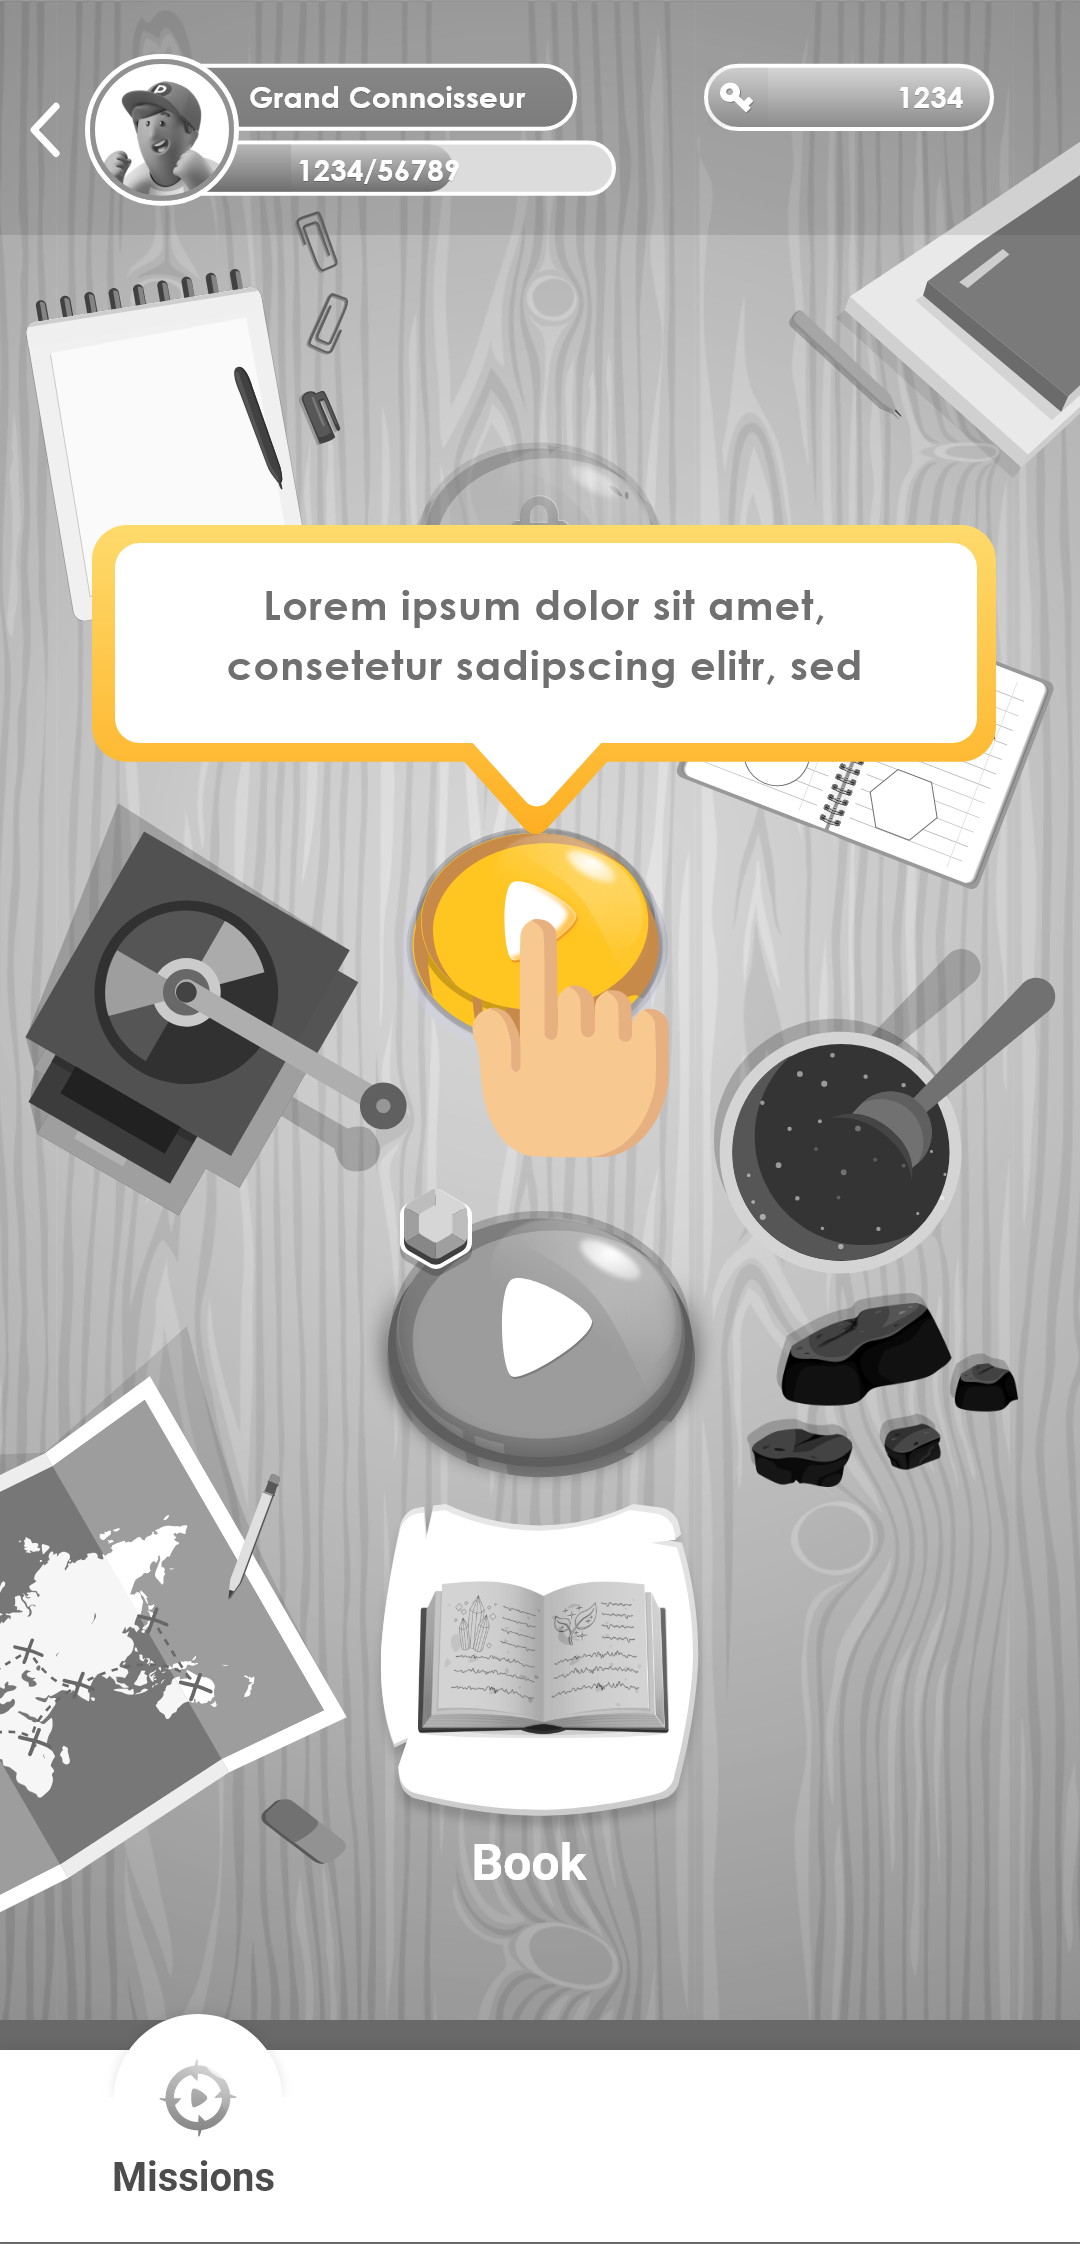 Grand Connoisseur
1234
1234/56789
Lorem ipsum dolor sit amet,
consetetur sadipscing elitr, sed
Book
Missions